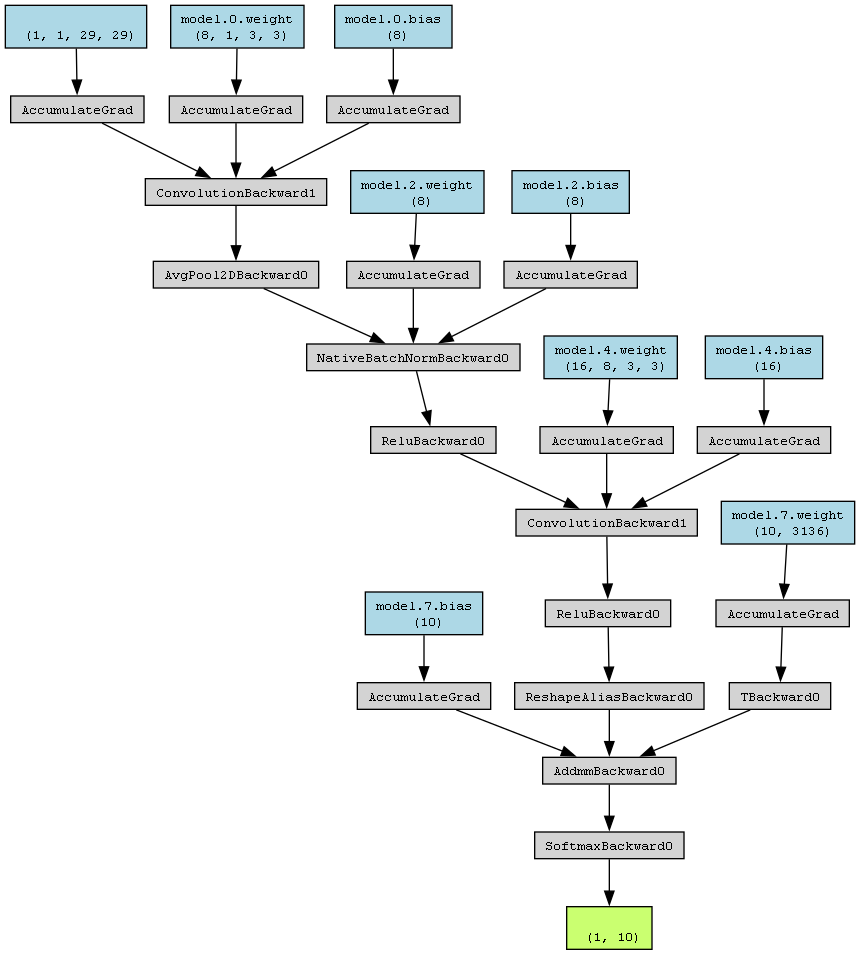 (1, 1, 29, 29)
model.0.weight
(8, 1, 3, 3)
model.0.bias
(8)
AccumulateGrad
AccumulateGrad
AccumulateGrad
ConvolutionBackward1
model.2.weight
(8)
model.2.bias
(8)
AvgPool2DBackward0
AccumulateGrad
AccumulateGrad
NativeBatchNormBackward0
model.4.weight
(16, 8, 3, 3)
model.4.bias
(16)
ReluBackward0
AccumulateGrad
AccumulateGrad
ConvolutionBackward1
model.7.weight
(10, 3136)
model.7.bias
(10)
ReluBackward0
AccumulateGrad
AccumulateGrad
ReshapeAliasBackward0
TBackward0
AddmmBackward0
SoftmaxBackward0
(1, 10)